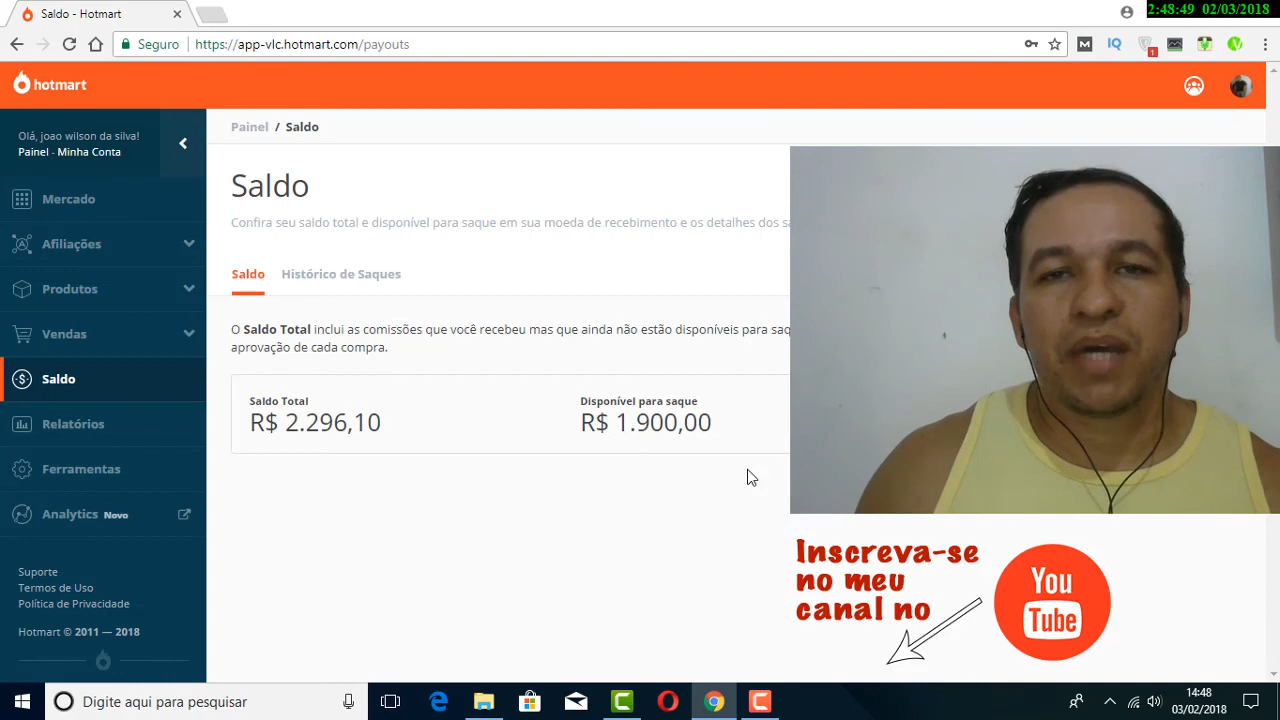 Saldo - Hotmart
2:48:49 02/03/2018
Seguro
https://app-vlc.hotmart.com/payouts
1
hotmart
Olá, joao wilson da silva!
Painel - Minha Conta
Mercado
Afiliações
Produtos
Vendas
Saldo
Relatórios
Ferramentas
Analytics Novo
Suporte
Termos de Uso
Política de Privacidade
Hotmart © 2011 — 2018
Painel / Saldo
Saldo
Confira seu saldo total e disponível para saque em sua moeda de recebimento e os detalhes dos
Saldo
Histórico de Saques
O Saldo Total inclui as comissões que você recebeu mas que ainda não estão disponíveis para
aprovação de cada compra.
Saldo Total
R$ 2.296,10
Disponível para saque
R$ 1.900,00
Inscreva-se
no meu
canal no
You
Tube
Digite aqui para pesquisar
14:48
03/02/2018